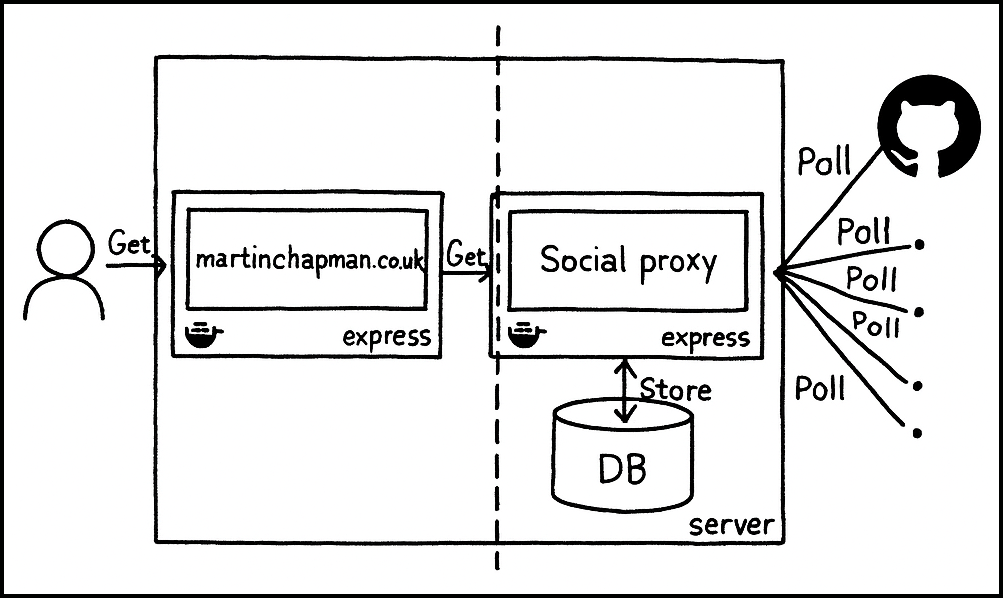 Get
martinchapman.co.uk
express
Get
Social proxy
express
Store
DB
server
Poll
Poll
Poll
Poll
Poll